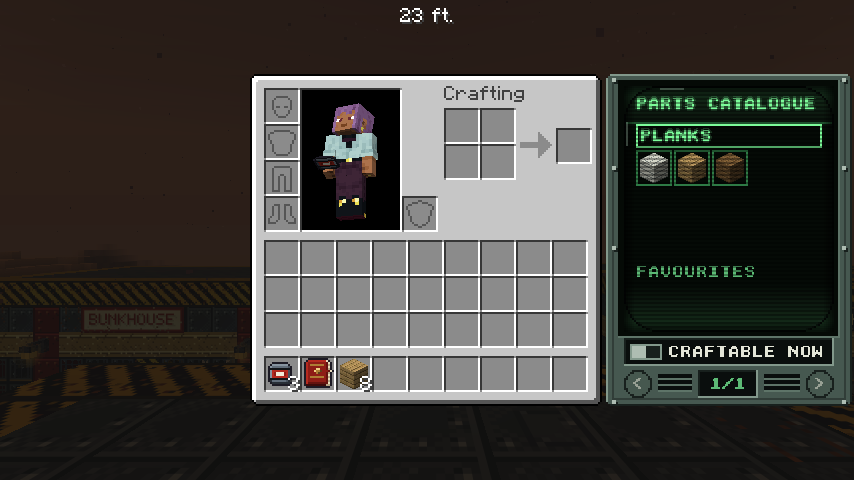 23 ft.
Crafting
PARTS CATALOGUE
PLANKS
FAVOURITES
BUNKHOUSE
CRAFTABLE NOW
3
8
1/1